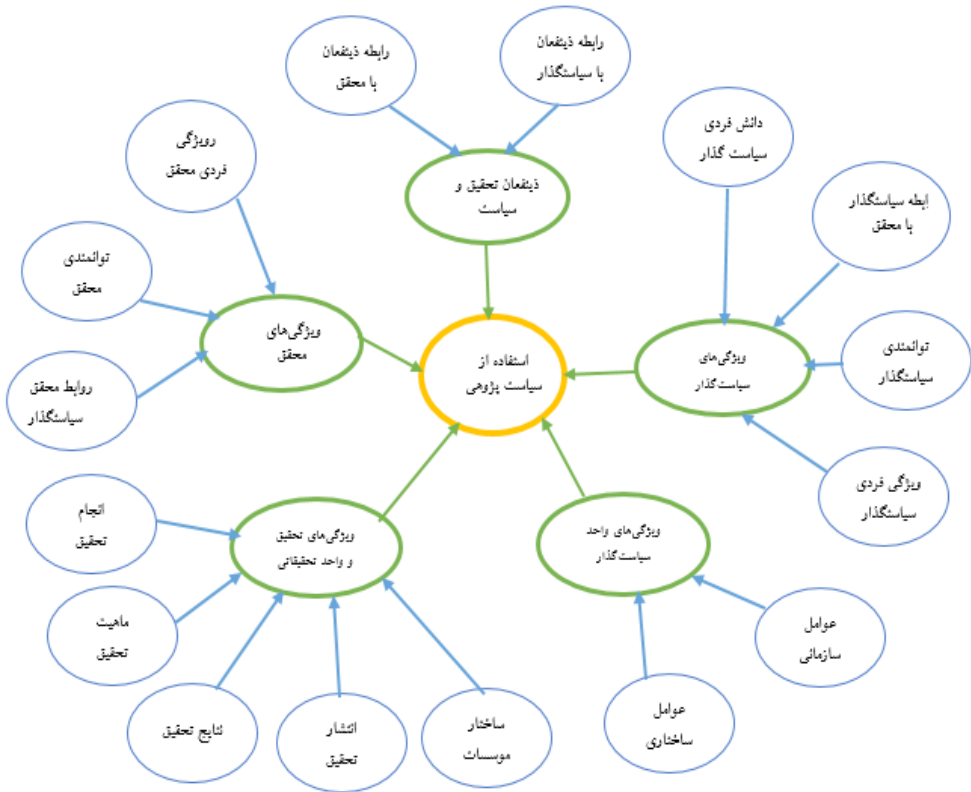 رابطه ذینفعان
با سیاستگذار
رابطه ذینفعان
با محقق
ذینفعان تحقیق و
سیاست
دانش فردی
سیاست گذار
ابطه سیاستگذار
با محقق
توانمندی
سیاستگذار
ویژگی فردی
سیاستگذار
ویژگی‌های
سیاست‌گذار
رویژگی
فردی محقق
توانمندی
محقق
روابط محقق
سیاستگذار
ویژگی‌های
محقق
استفاده از
سیاست پژوهی
ویژگی‌های واحد
سیاست‌گذار
عوامل
سازمانی
عوامل
ساختاری
ویژگی‌های تحقیق
و واحد تحقیقاتی
انجام
تحقیق
ماهیت
تحقیق
نتایج تحقیق
انتشار
تحقیق
ساختار
موسسات